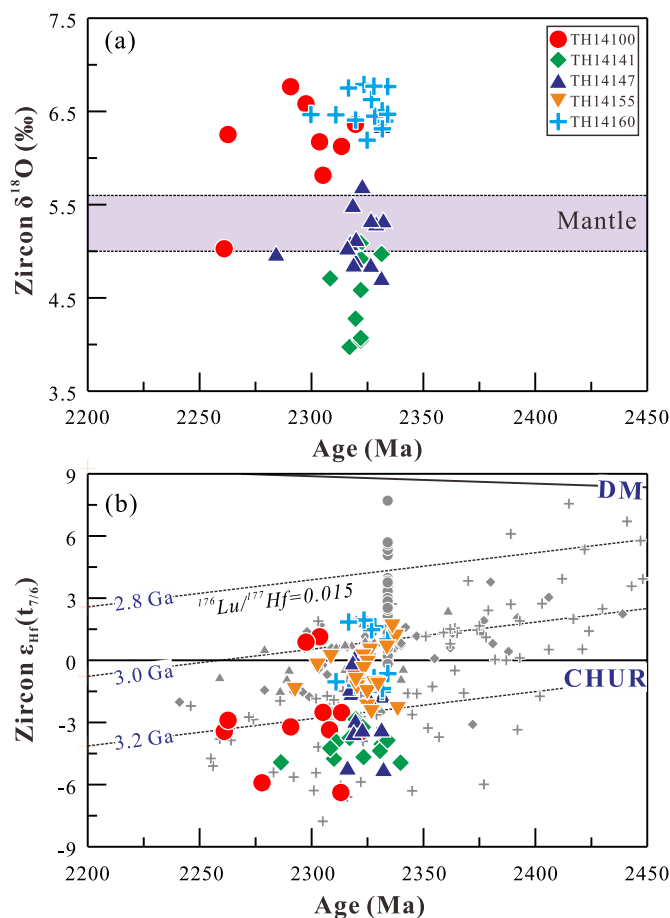 7.5
(a)
TH14100
TH14141
TH14147
TH14155
TH14160
6.5
5.5
Mantle
4.5
3.5
Zircon δ¹⁸O (‰)
2200 2250 2300 2350 2400 2450
Age (Ma)
9
(b)
DM
6
3
2.8 Ga
¹⁷⁶Lu/¹⁷⁷Hf=0.015
0
3.0 Ga
CHUR
-3
3.2 Ga
-6
-9
Zircon εHf(t7/6)
2200 2250 2300 2350 2400 2450
Age (Ma)